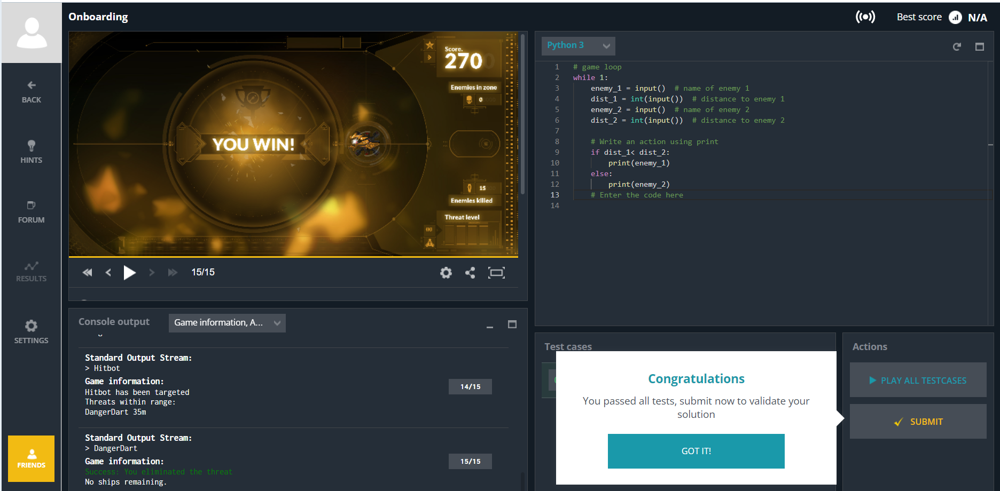 Onboarding
Best score N/A
BACK
HINTS
FORUM
RESULTS
SETTINGS
FRIENDS
Score.
270
Enemies in zone
0
YOU WIN!
15
Enemies killed
Threat level
15/15
Console output
Game information, A...
Standard Output Stream:
> Hitbot
Game information:
Hitbot has been targeted
Threats within range:
DangerDart 35m
14/15
Standard Output Stream:
> DangerDart
Game information:
Success: You eliminated the threat
No ships remaining.
15/15
Python 3
1 # game loop
2 while 1:
3 enemy_1 = input() # name of enemy 1
4 dist_1 = int(input()) # distance to enemy 1
5 enemy_2 = input() # name of enemy 2
6 dist_2 = int(input()) # distance to enemy 2
7
8 # Write an action using print
9 if dist_1< dist_2:
10 print(enemy_1)
11 else:
12 print(enemy_2)
13 # Enter the code here
14
Test cases
Congratulations
You passed all tests, submit now to validate your
solution
GOT IT!
Actions
PLAY ALL TESTCASES
SUBMIT